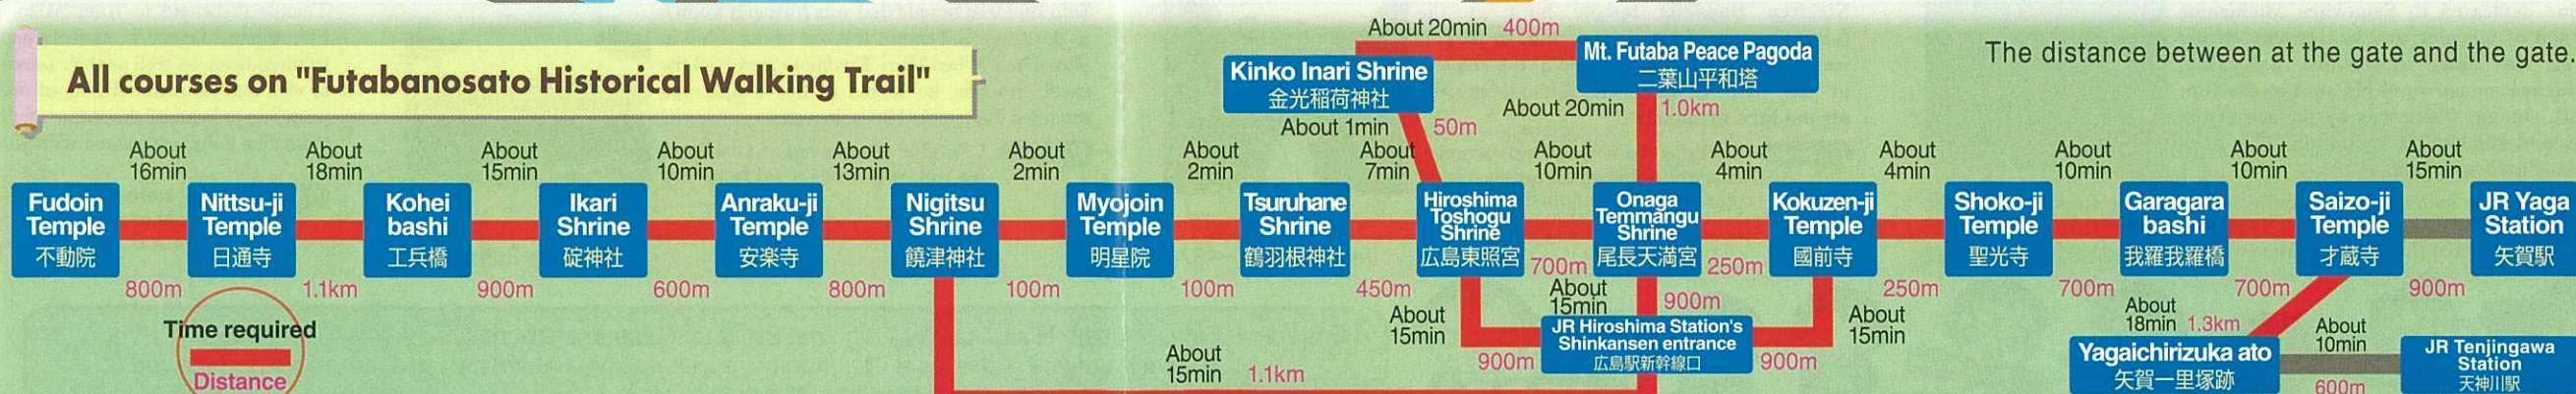 About 20min 400m
All courses on "Futabanosato Historical Walking Trail"
The distance between at the gate and the gate.
Kinko Inari Shrine
金光稲荷神社
Mt. Futaba Peace Pagoda
二葉山平和塔
About 1min 50m
About 20min 1.0km
About
16min
About
18min
About
15min
About
10min
About
13min
About
2min
About
2min
About
7min
About
10min
About
4min
About
4min
About
10min
About
10min
About
15min
Fudoin
Temple
不動院
Nittsu-ji
Temple
日通寺
Kohei
bashi
工兵橋
Ikari
Shrine
碇神社
Anraku-ji
Temple
安楽寺
Nigitsu
Shrine
饒津神社
Myojoin
Temple
明星院
Tsuruhane
Shrine
鶴羽根神社
Hiroshima
Toshogu
Shrine
広島東照宮
Onaga
Temmangu
Shrine
尾長天満宮
Kokuzen-ji
Temple
國前寺
Shoko-ji
Temple
聖光寺
Garagara
bashi
我羅我羅橋
Saizo-ji
Temple
才蔵寺
JR Yaga
Station
矢賀駅
800m
1.1km
900m
600m
800m
100m
100m
450m
700m
250m
250m
700m
700m
900m
Time required
Distance
About
15min 1.1km
About
15min
900m
About
15min
900m
About
15min
900m
JR Hiroshima Station's
Shinkansen entrance
広島駅新幹線口
About
18min 1.3km
Yagaichirizuka ato
矢賀一里塚跡
About
10min
600m
JR Tenjingawa
Station
天神川駅